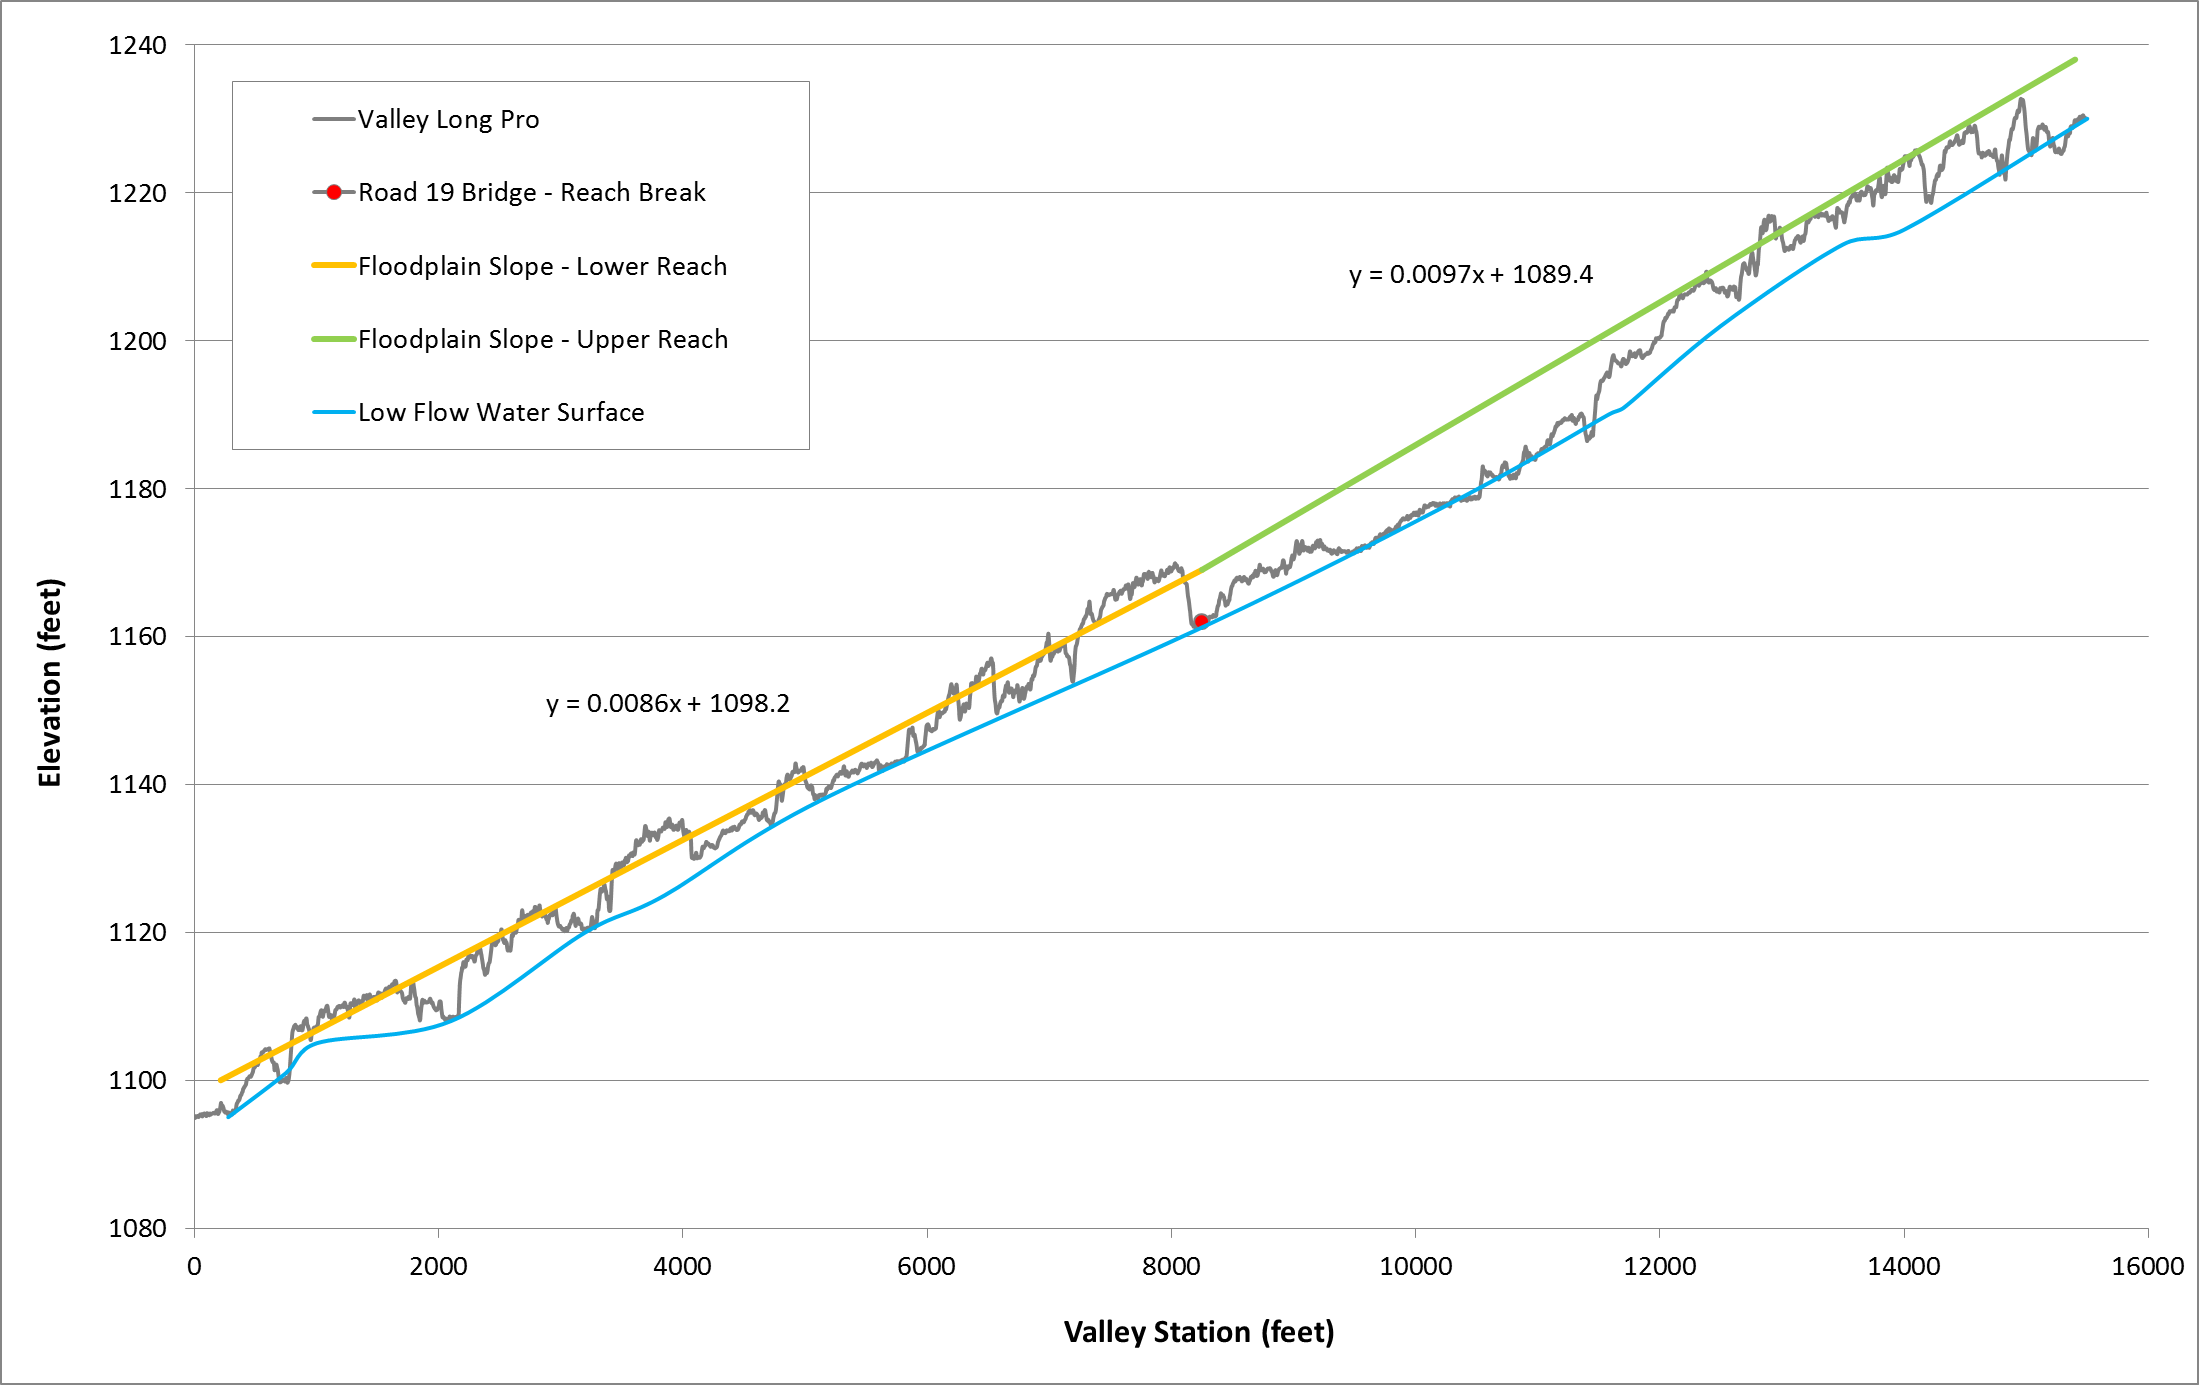 1240
1220
1200
1180
1160
1140
1120
1100
1080
Elevation (feet)
Valley Long Pro
Road 19 Bridge - Reach Break
Floodplain Slope - Lower Reach
Floodplain Slope - Upper Reach
Low Flow Water Surface
y = 0.0097x + 1089.4
y = 0.0086x + 1098.2
0 2000 4000 6000 8000 10000 12000 14000 16000
Valley Station (feet)